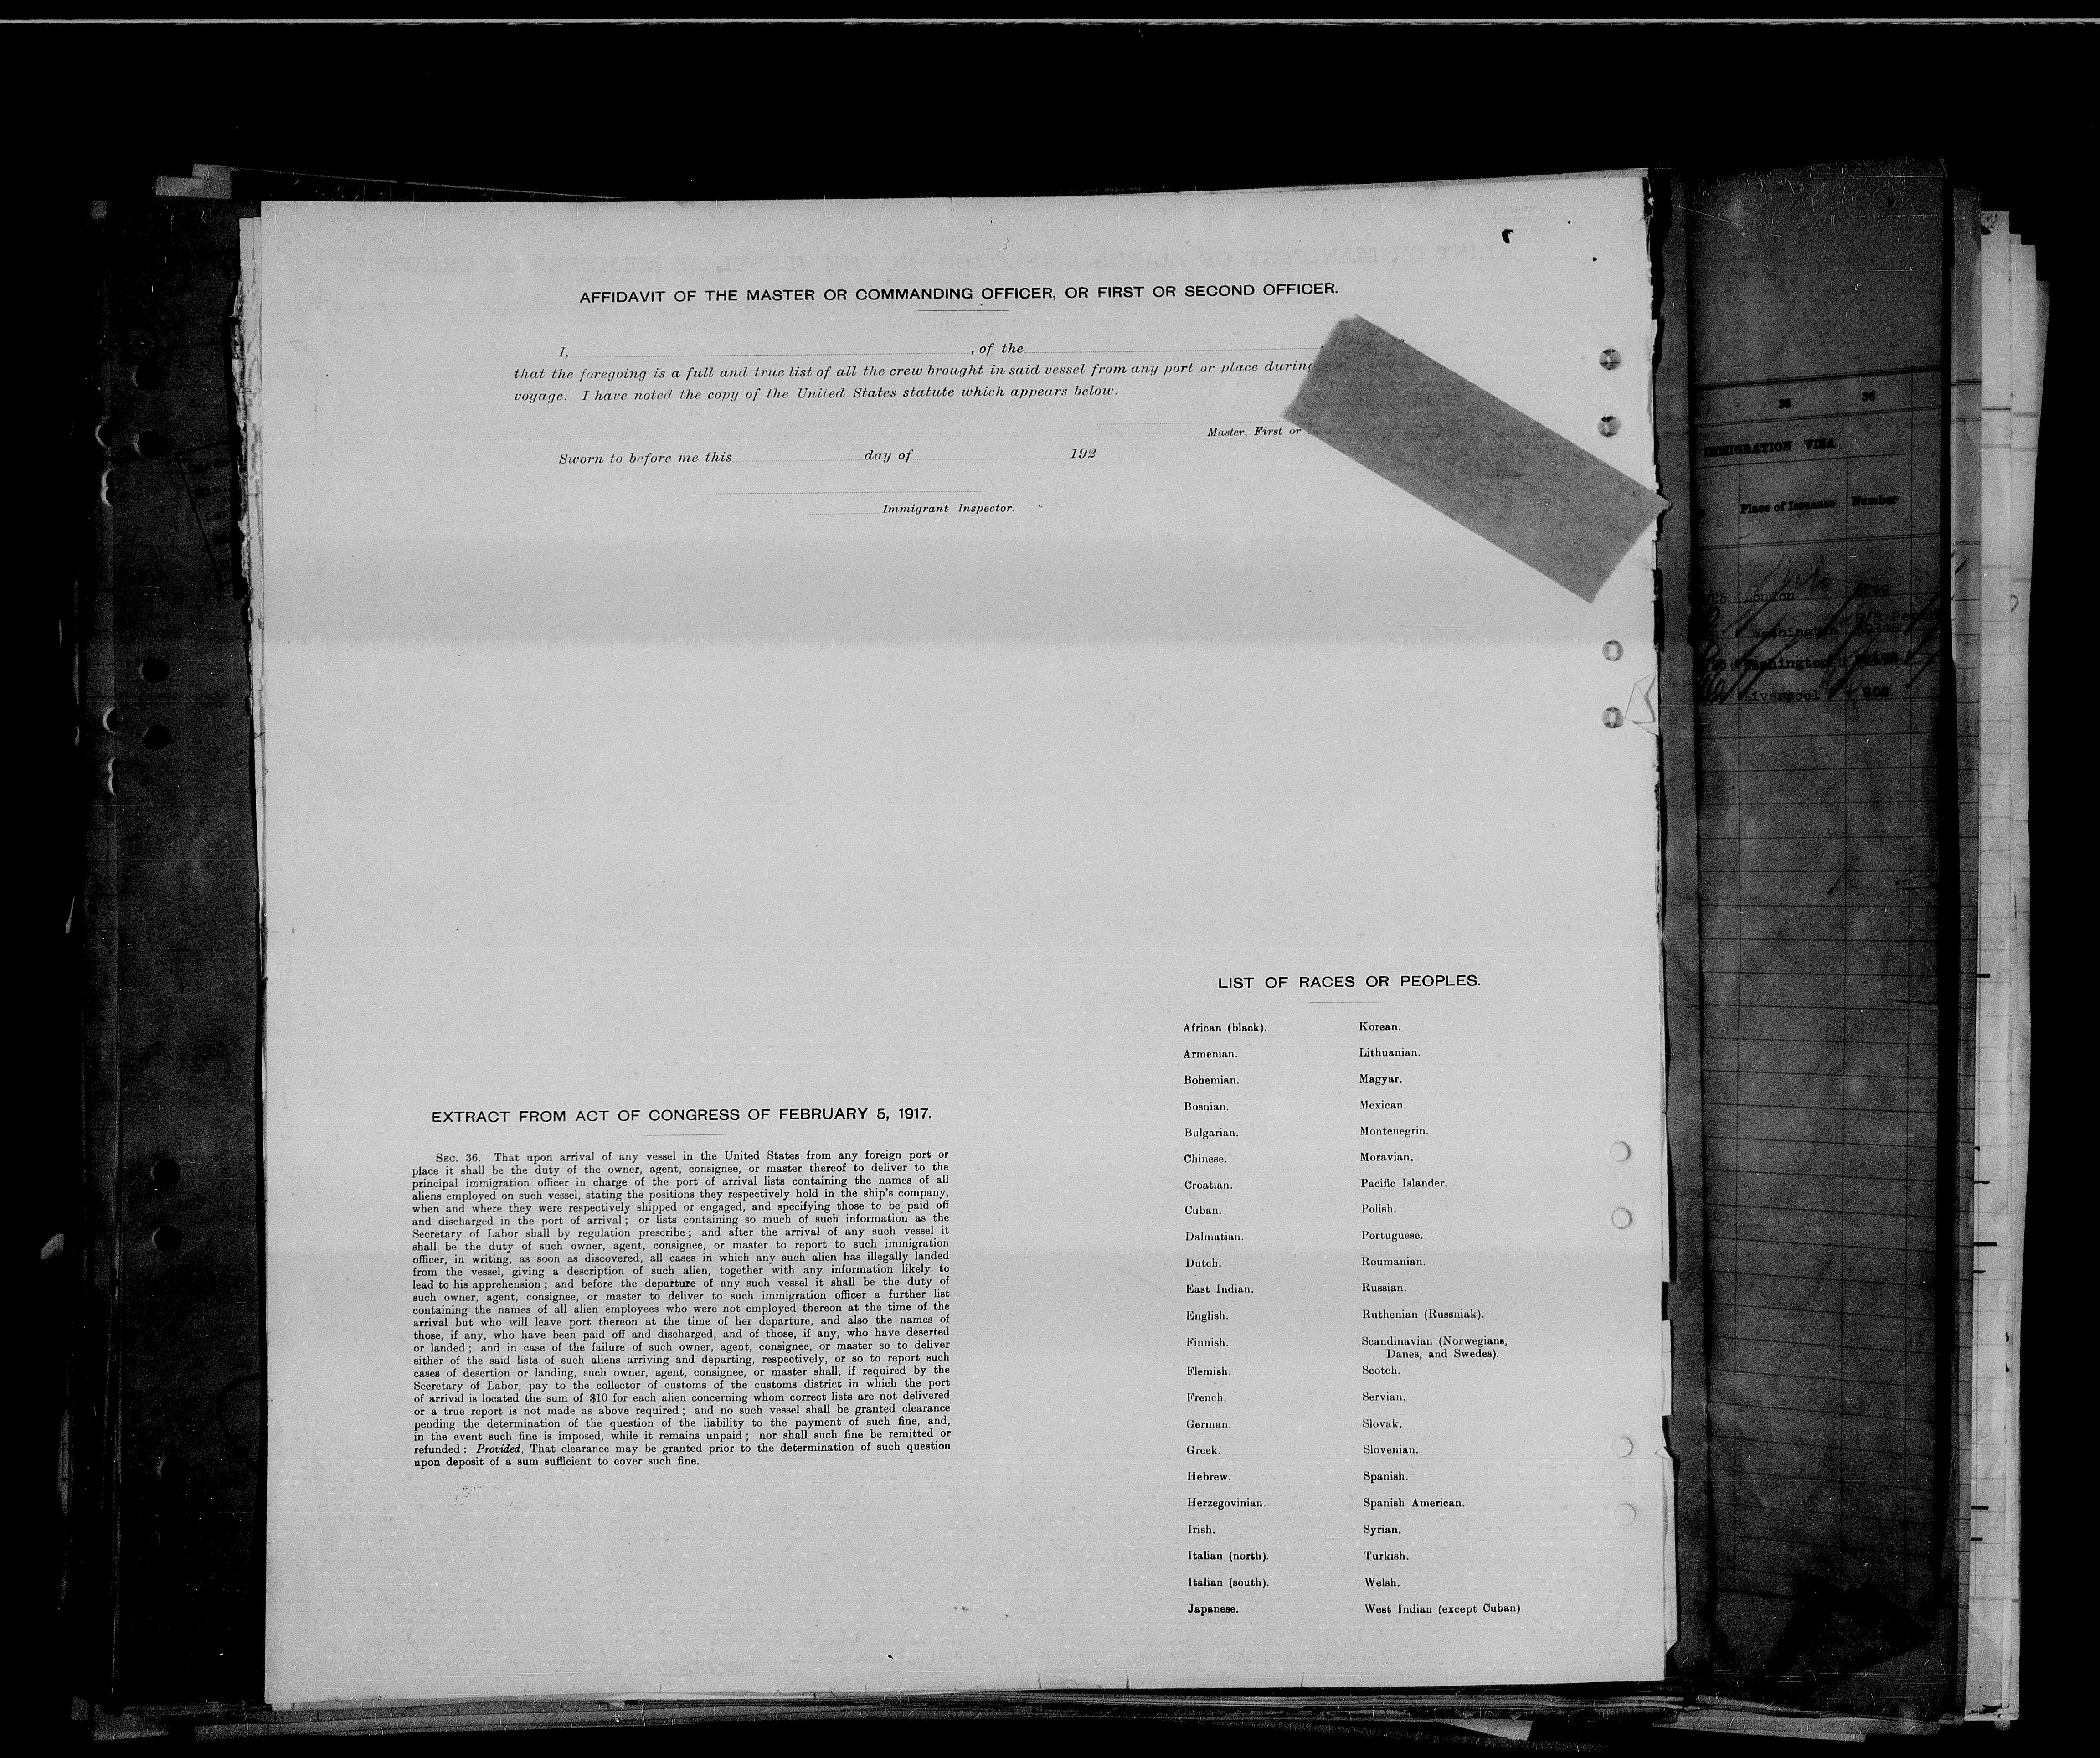 AFFIDAVIT OF THE MASTER OR COMMANDING OFFICER, OR FIRST OR SECOND OFFICER.
I, , of the
that the foregoing is a full and true list of all the crew brought in said vessel from any port or place during
voyage. I have noted the copy of the United States statute which appears below.
Master, First or
Sworn to before me this day of 192
Immigrant Inspector.
EXTRACT FROM ACT OF CONGRESS OF FEBRUARY 5, 1917.
SEC. 36. That upon arrival of any vessel in the United States from any foreign port or
place it shall be the duty of the owner, agent, consignee, or master thereof to deliver to the
principal immigration officer in charge of the port of arrival lists containing the names of all
aliens employed on such vessel, stating the positions they respectively hold in the ship's company,
when and where they were respectively shipped or engaged, and specifying those to be paid off
and discharged in the port of arrival; or lists containing so much of such information as the
Secretary of Labor shall by regulation prescribe; and after the arrival of any such vessel it
shall be the duty of such owner, agent, consignee, or master to report to such immigration
officer, in writing, as soon as discovered, all cases in which any such alien has illegally landed
from the vessel, giving a description of such alien, together with any information likely to
lead to his apprehension; and before the departure of any such vessel it shall be the duty of
such owner, agent, consignee, or master to deliver to such immigration officer a further list
containing the names of all alien employees who were not employed thereon at the time of the
arrival but who will leave port thereon at the time of her departure, and also the names of
those, if any, who have been paid off and discharged, and of those, if any, who have deserted
or landed; and in case of the failure of such owner, agent, consignee, or master so to deliver
either of the said lists of such aliens arriving and departing, respectively, or so to report such
cases of desertion or landing, such owner, agent, consignee, or master shall, if required by the
Secretary of Labor, pay to the collector of customs of the customs district in which the port
of arrival is located the sum of $10 for each alien concerning whom correct lists are not delivered
or a true report is not made as above required; and no such vessel shall be granted clearance
pending the determination of the question of the liability to the payment of such fine, and,
in the event such fine is imposed, while it remains unpaid; nor shall such fine be remitted or
refunded: Provided, That clearance may be granted prior to the determination of such question
upon deposit of a sum sufficient to cover such fine.
LIST OF RACES OR PEOPLES.
African (black).
Armenian.
Bohemian.
Bosnian.
Bulgarian.
Chinese.
Croatian.
Cuban.
Dalmatian.
Dutch.
East Indian.
English.
Finnish.
Flemish.
French.
German.
Greek.
Hebrew.
Herzegovinian.
Irish.
Italian (north).
Italian (south).
Japanese.
Korean.
Lithuanian.
Magyar.
Mexican.
Montenegrin.
Moravian.
Pacific Islander.
Polish.
Portuguese.
Roumanian.
Russian.
Ruthenian (Russniak).
Scandinavian (Norwegians,
Danes, and Swedes).
Scotch.
Servian.
Slovak.
Slovenian.
Spanish.
Spanish American.
Syrian.
Turkish.
Welsh.
West Indian (except Cuban)
35 36
IMMIGRATION VISA
Place of Issuance Number
London
Washington
Washington
Liverpool